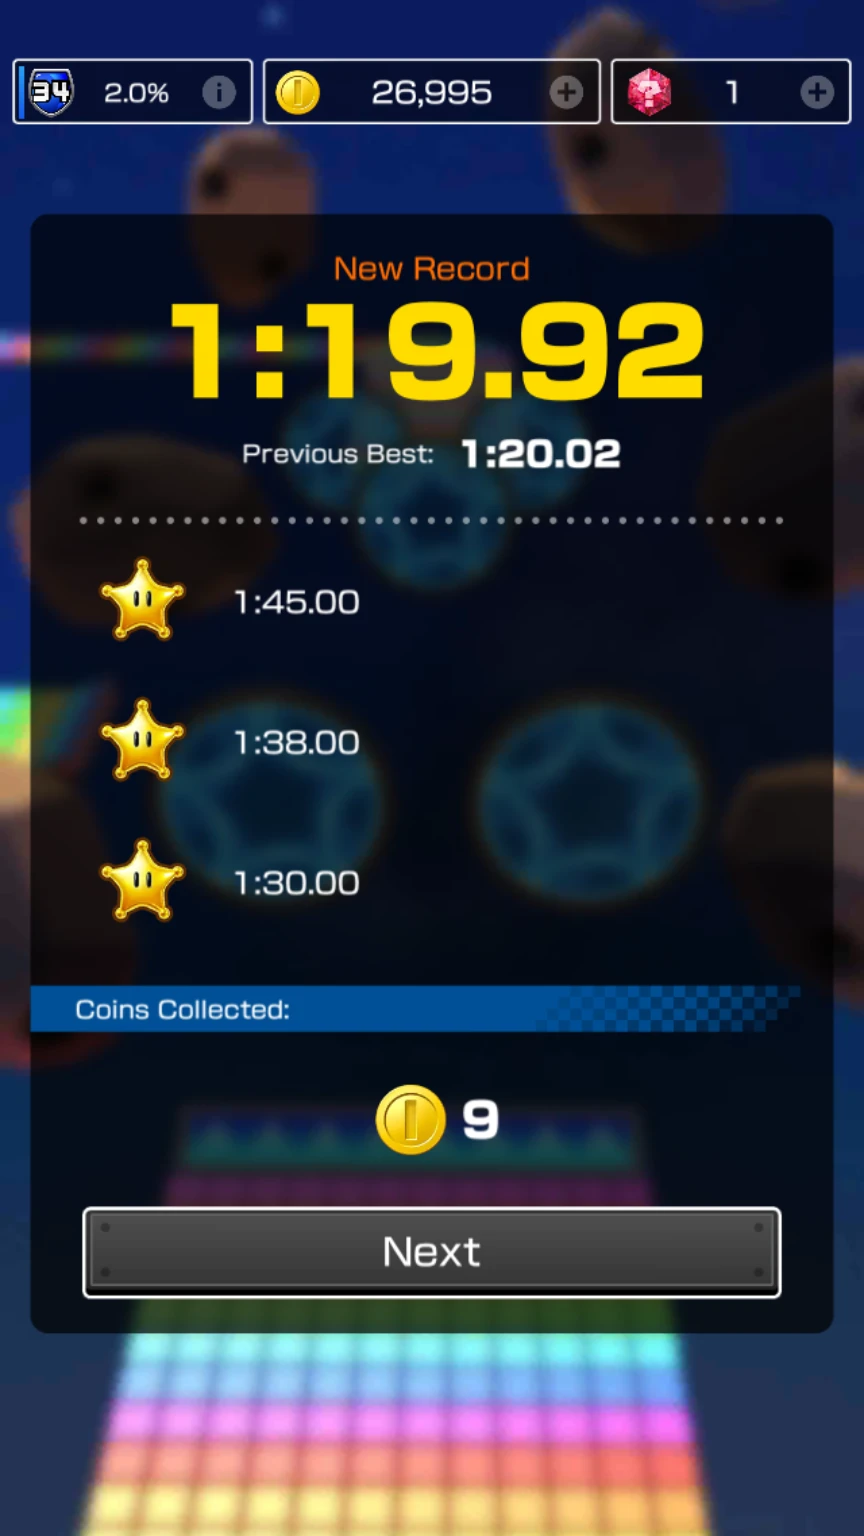 34 2.0% i 26,995 + 1 +
New Record
1:19.92
Previous Best: 1:20.02
1:45.00
1:38.00
1:30.00
Coins Collected:
9
Next